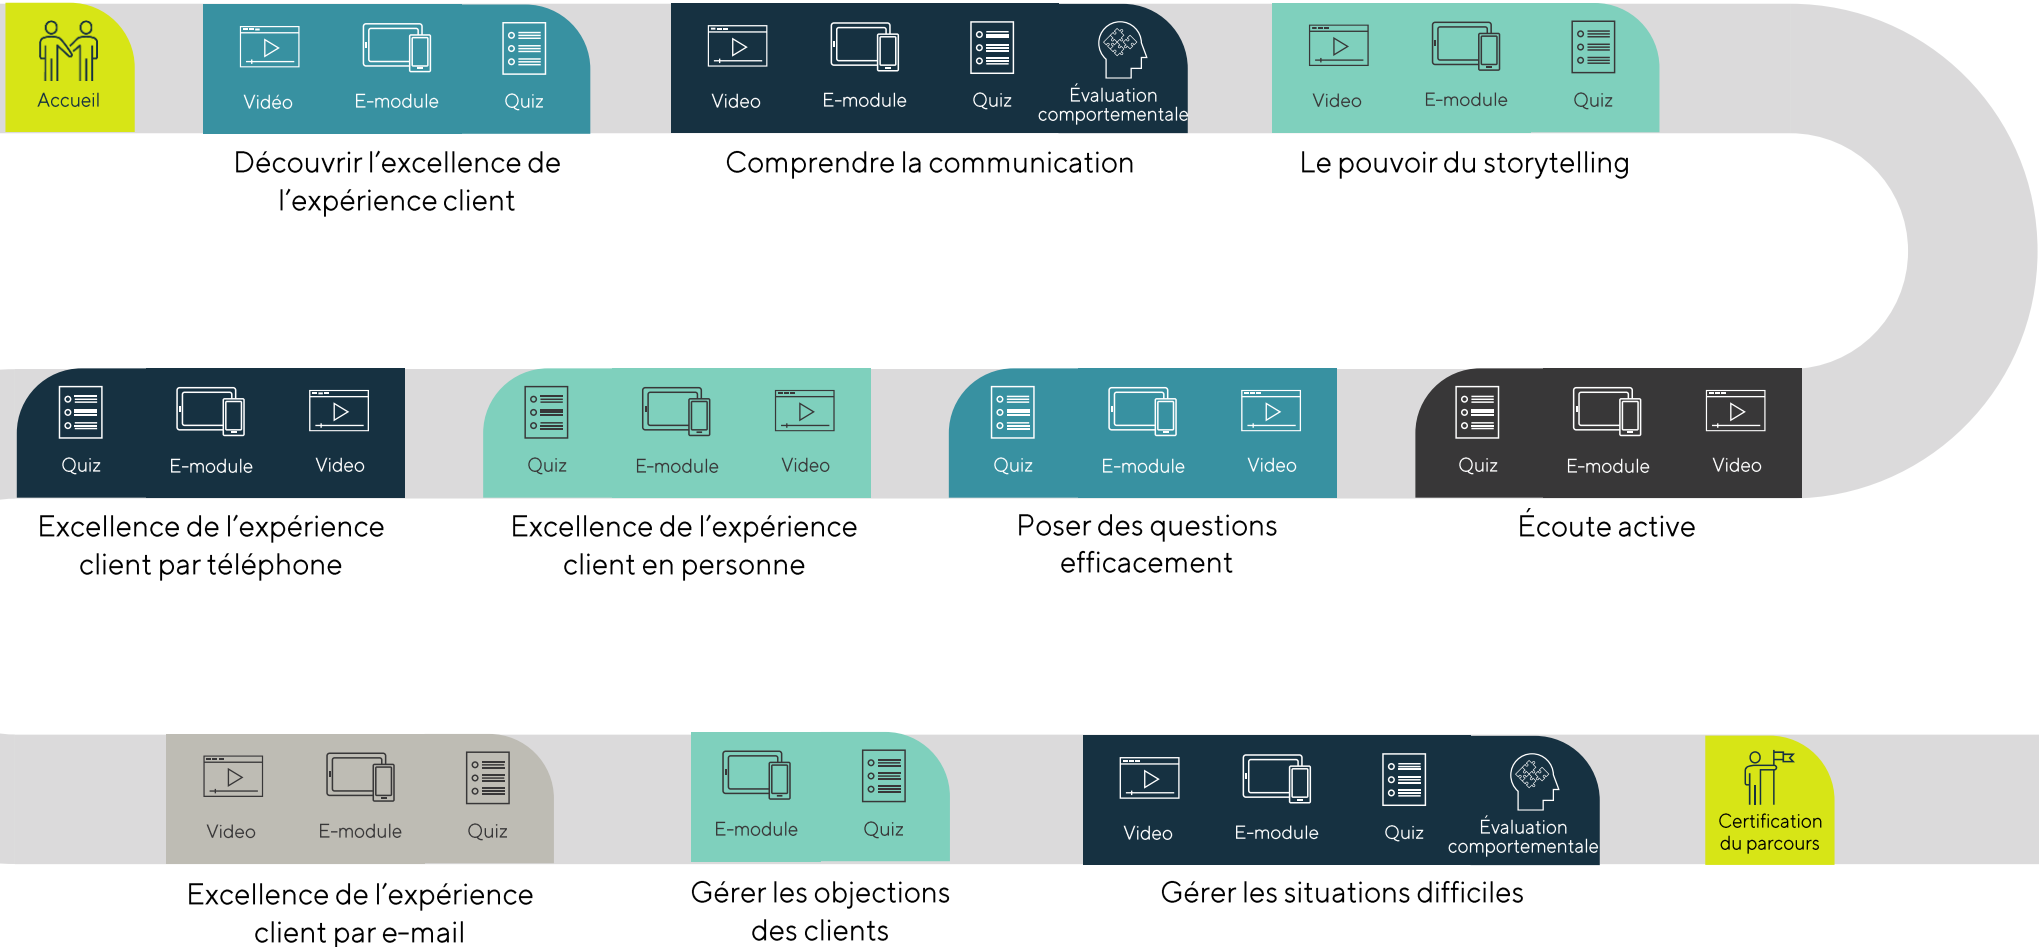 Accueil
Vidéo
E-module
Quiz
Découvrir l'excellence de
l'expérience client
Video
E-module
Quiz
Évaluation
comportementale
Comprendre la communication
Video
E-module
Quiz
Le pouvoir du storytelling
Quiz
E-module
Video
Excellence de l'expérience
client par téléphone
Quiz
E-module
Video
Excellence de l'expérience
client en personne
Quiz
E-module
Video
Poser des questions
efficacement
Quiz
E-module
Video
Écoute active
Video
E-module
Quiz
Excellence de l'expérience
client par e-mail
E-module
Quiz
Gérer les objections
des clients
Video
E-module
Quiz
Évaluation
comportementale
Gérer les situations difficiles
Certification
du parcours